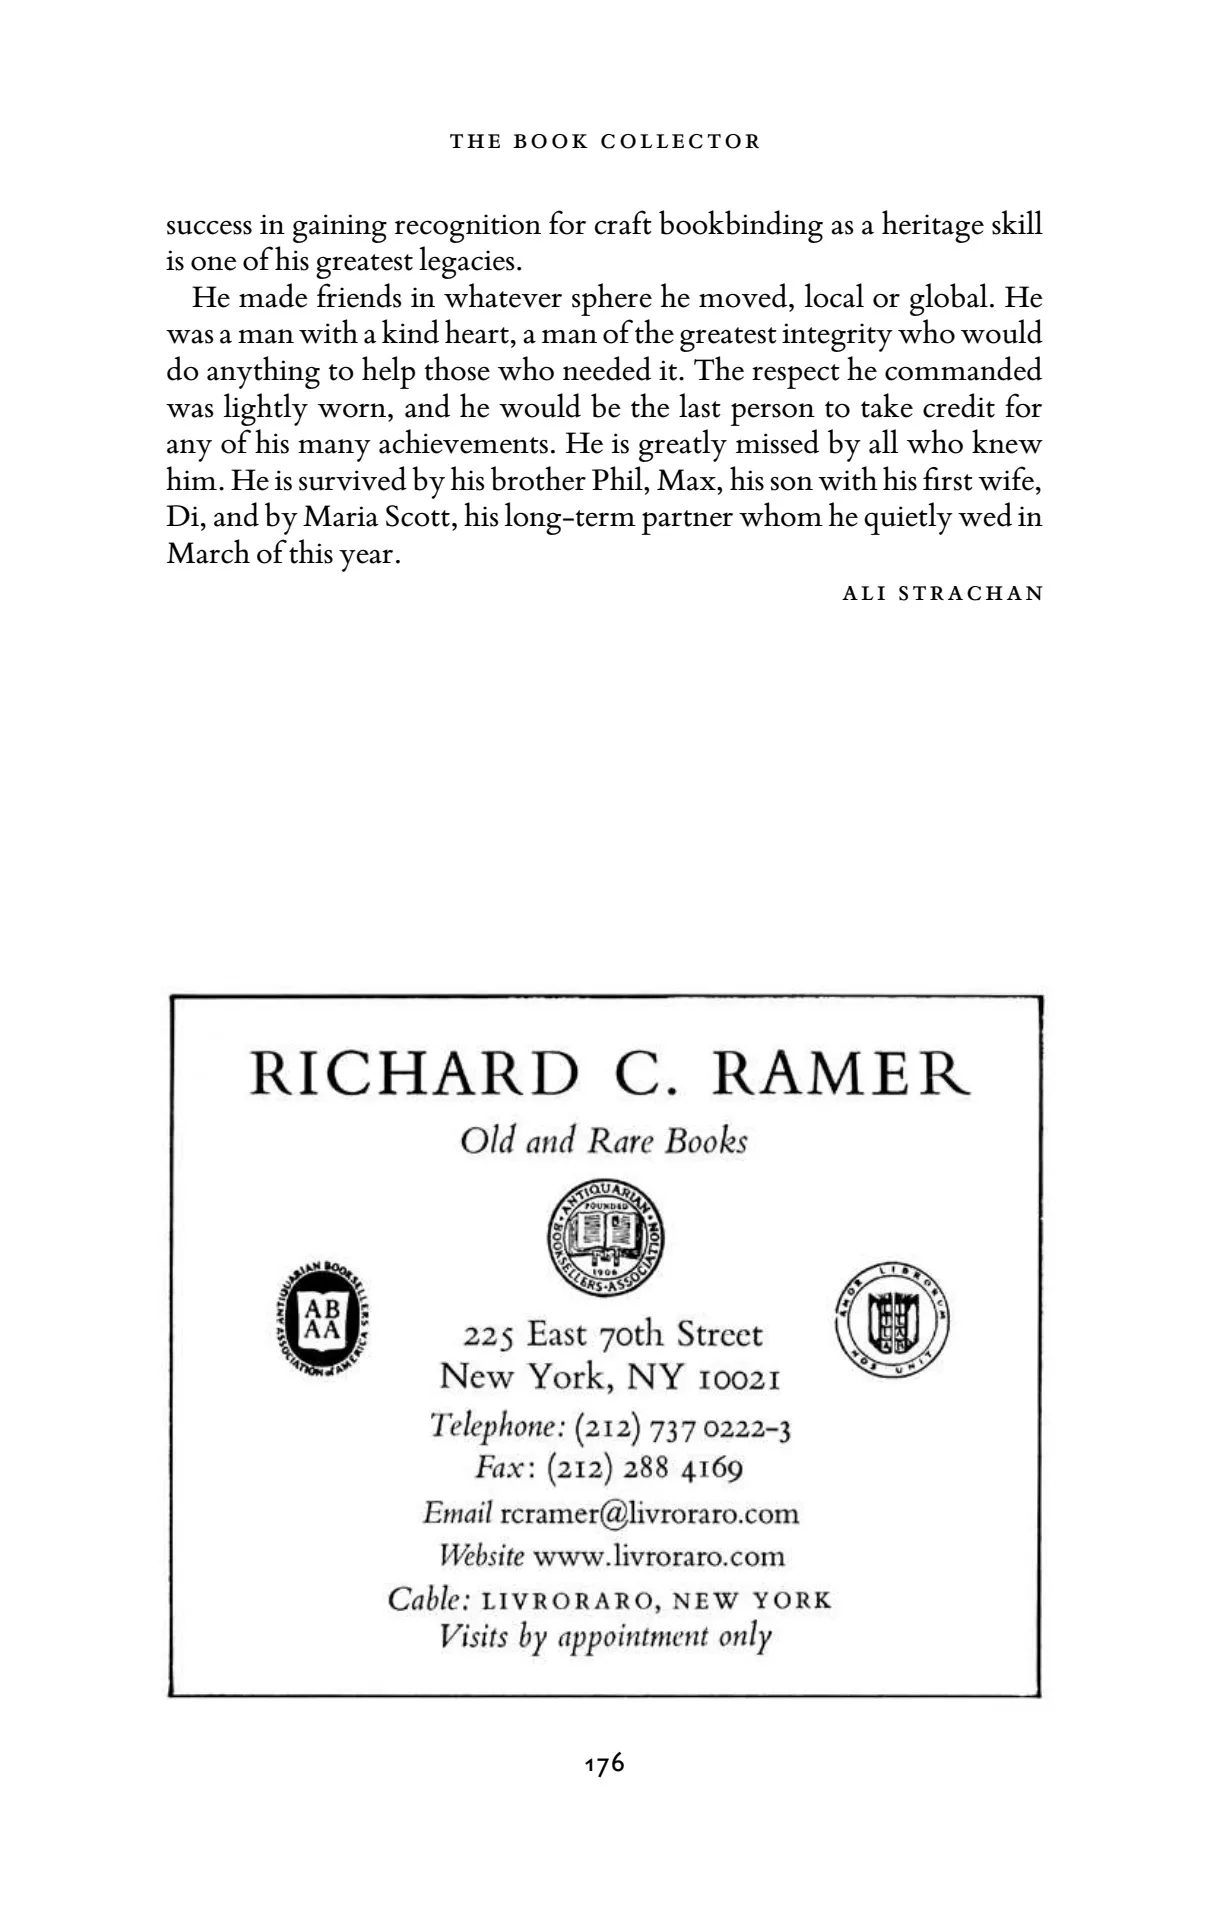 THE BOOK COLLECTOR
success in gaining recognition for craft bookbinding as a heritage skill
is one of his greatest legacies.
He made friends in whatever sphere he moved, local or global. He
was a man with a kind heart, a man of the greatest integrity who would
do anything to help those who needed it. The respect he commanded
was lightly worn, and he would be the last person to take credit for
any of his many achievements. He is greatly missed by all who knew
him. He is survived by his brother Phil, Max, his son with his first wife,
Di, and by Maria Scott, his long-term partner whom he quietly wed in
March of this year.
ALI STRACHAN
RICHARD C. RAMER
Old and Rare Books
ANTIQUARIAN BOOKSELLERS·ASSOCIATION
FOUNDED
1906
ANTIQUARIAN BOOKSELLERS ASSOCIATION of AMERICA
AB
AA
AMOR LIBRORUM
NOS UNIT
LILA
ILAB
225 East 70th Street
New York, NY 10021
Telephone: (212) 737 0222-3
Fax: (212) 288 4169
Email rcramer@livroraro.com
Website www.livroraro.com
Cable: LIVRORARO, NEW YORK
Visits by appointment only
176